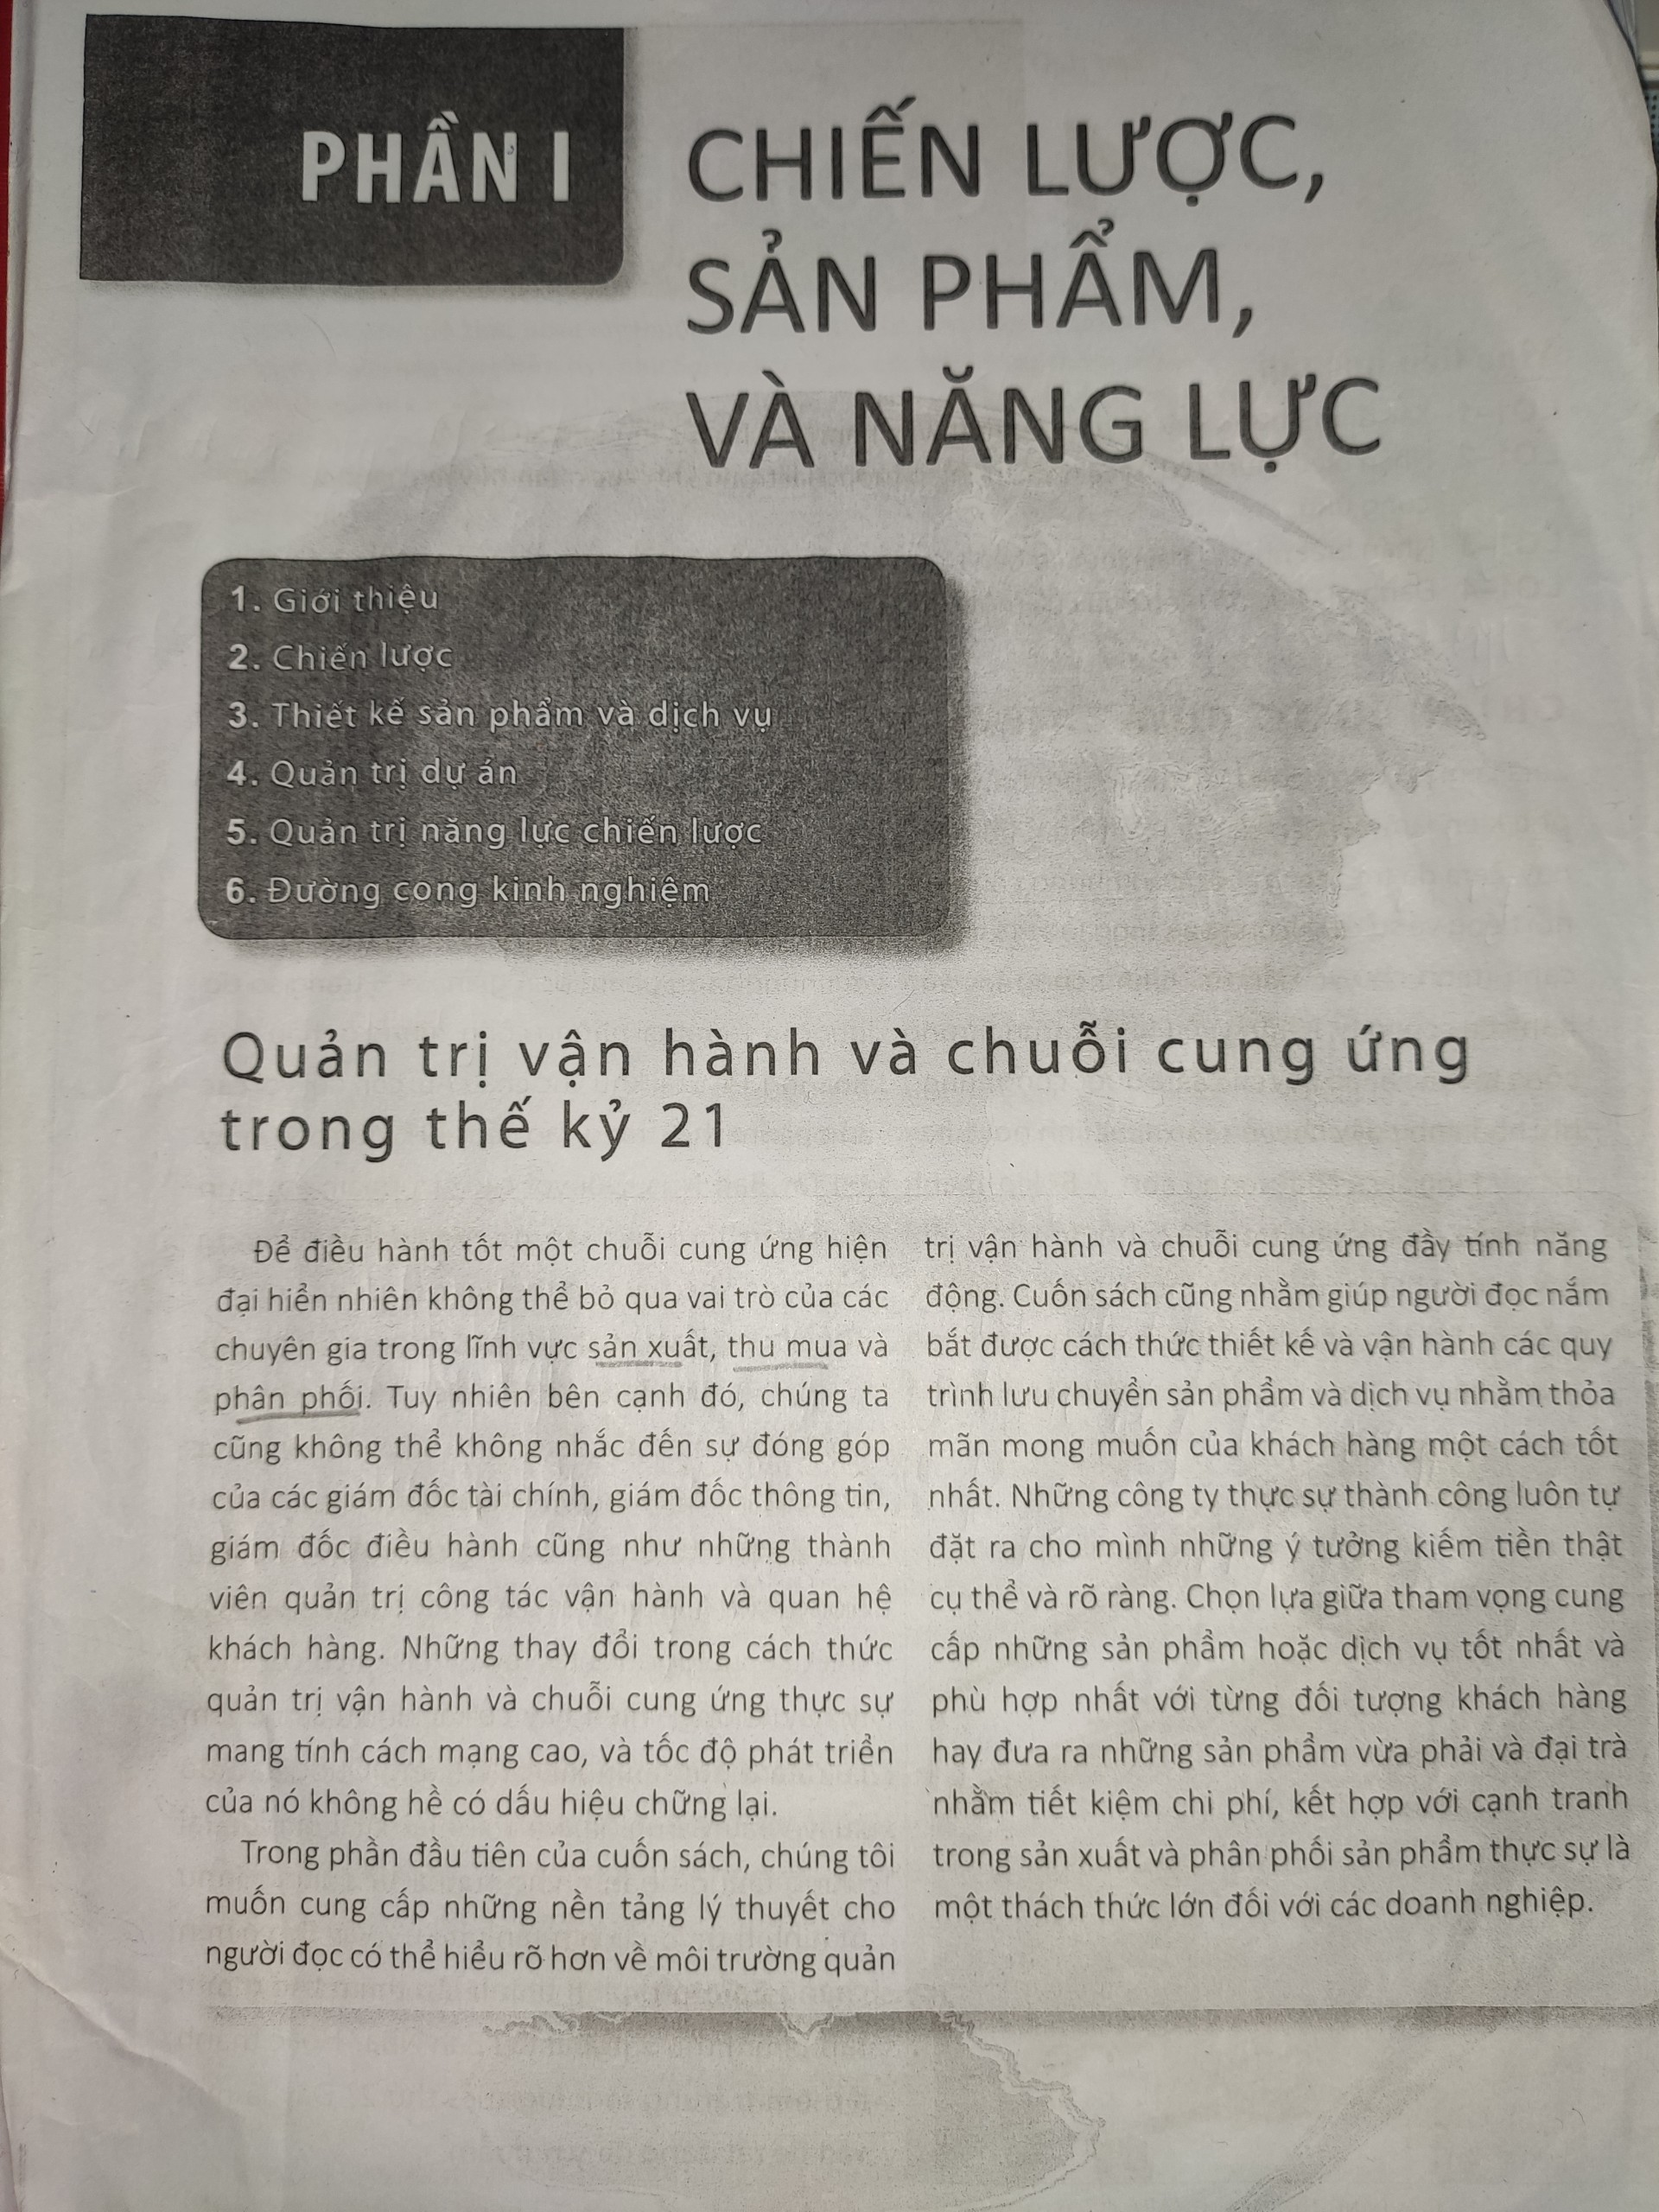 PHẦN I
CHIẾN LƯỢC,
SẢN PHẨM,
VÀ NĂNG LỰC
1. Giới thiệu
2. Chiến lược
3. Thiết kế sản phẩm và dịch vụ
4. Quản trị dự án
5. Quản trị năng lực chiến lược
6. Đường cong kinh nghiệm
Quản trị vận hành và chuỗi cung ứng
trong thế kỷ 21
Để điều hành tốt một chuỗi cung ứng hiện
đại hiển nhiên không thể bỏ qua vai trò của các
chuyên gia trong lĩnh vực sản xuất, thu mua và
phân phối. Tuy nhiên bên cạnh đó, chúng ta
cũng không thể không nhắc đến sự đóng góp
của các giám đốc tài chính, giám đốc thông tin,
giám đốc điều hành cũng như những thành
viên quản trị công tác vận hành và quan hệ
khách hàng. Những thay đổi trong cách thức
quản trị vận hành và chuỗi cung ứng thực sự
mang tính cách mạng cao, và tốc độ phát triển
của nó không hề có dấu hiệu chững lại.
Trong phần đầu tiên của cuốn sách, chúng tôi
muốn cung cấp những nền tảng lý thuyết cho
người đọc có thể hiểu rõ hơn về môi trường quản
trị vận hành và chuỗi cung ứng đầy tính năng
động. Cuốn sách cũng nhằm giúp người đọc nắm
bắt được cách thức thiết kế và vận hành các quy
trình lưu chuyển sản phẩm và dịch vụ nhằm thỏa
mãn mong muốn của khách hàng một cách tốt
nhất. Những công ty thực sự thành công luôn tự
đặt ra cho mình những ý tưởng kiếm tiền thật
cụ thể và rõ ràng. Chọn lựa giữa tham vọng cung
cấp những sản phẩm hoặc dịch vụ tốt nhất và
phù hợp nhất với từng đối tượng khách hàng
hay đưa ra những sản phẩm vừa phải và đại trà
nhằm tiết kiệm chi phí, kết hợp với cạnh tranh
trong sản xuất và phân phối sản phẩm thực sự là
một thách thức lớn đối với các doanh nghiệp.